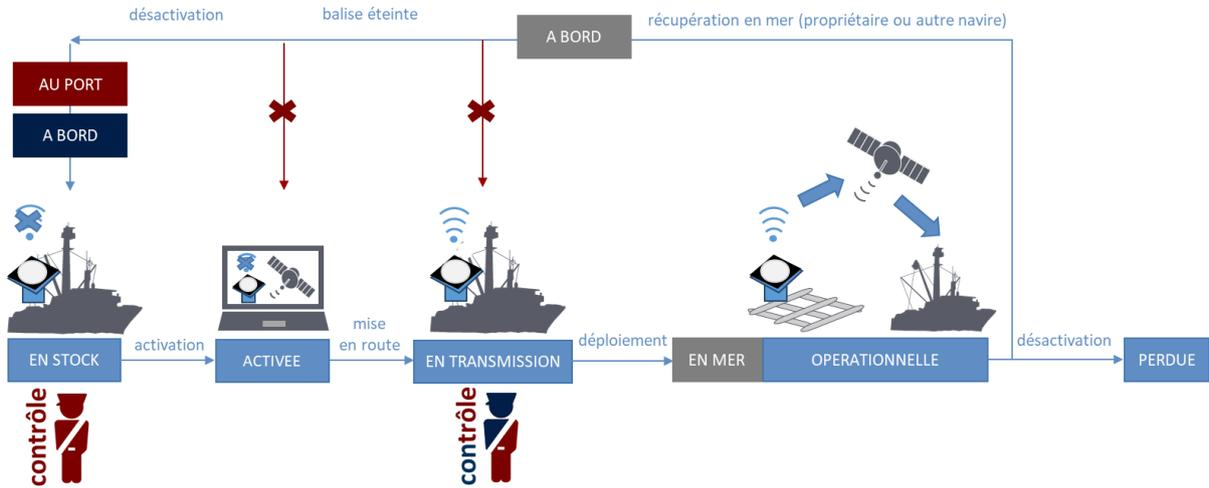 désactivation
balise éteinte
A BORD
récupération en mer (propriétaire ou autre navire)
AU PORT
A BORD
EN STOCK
activation
ACTIVEE
mise
en route
EN TRANSMISSION
déploiement
EN MER
OPERATIONNELLE
désactivation
PERDUE
contrôle
contrôle